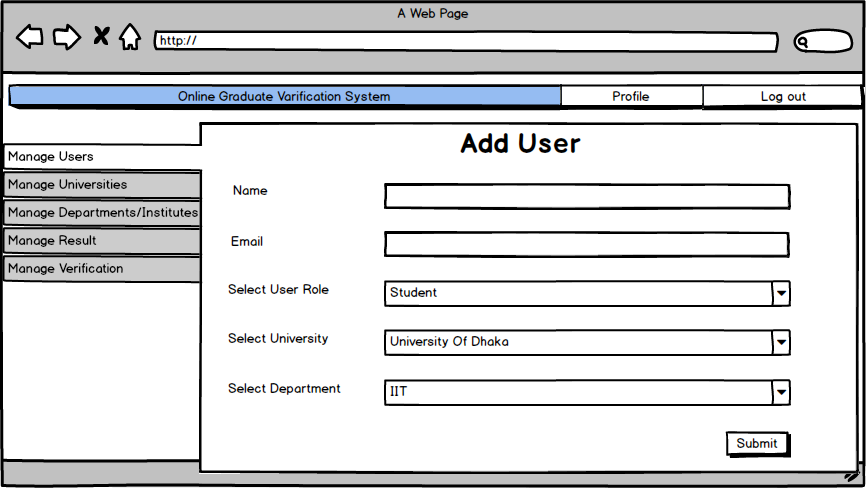 A Web Page
http://
Online Graduate Varification System
Profile
Log out
Add User
Manage Users
Manage Universities
Manage Departments/Institutes
Manage Result
Manage Verification
Name
Email
Select User Role
Student
Select University
University Of Dhaka
Select Department
IIT
Submit